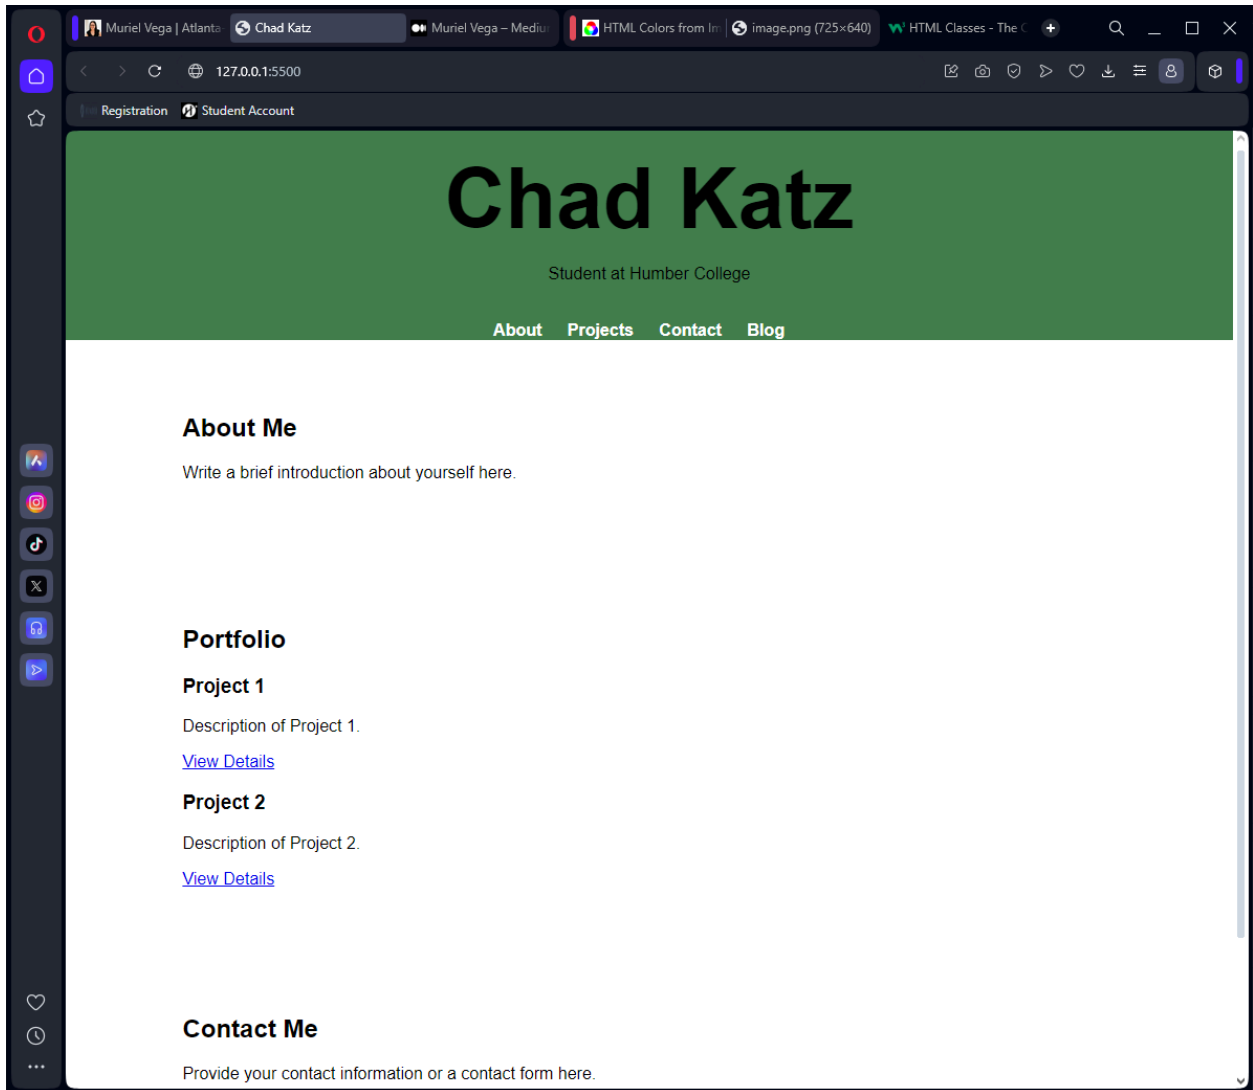 Muriel Vega | Atlanta Chad Katz Muriel Vega – Medium HTML Colors from Im image.png (725×640) HTML Classes - The C
127.0.0.1:5500
Registration Student Account
Chad Katz
Student at Humber College
About Projects Contact Blog
About Me
Write a brief introduction about yourself here.
Portfolio
Project 1
Description of Project 1.
View Details
Project 2
Description of Project 2.
View Details
Contact Me
Provide your contact information or a contact form here.